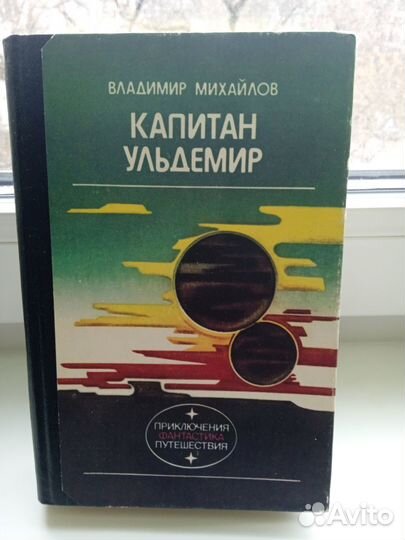 ВЛАДИМИР МИХАЙЛОВ
КАПИТАН
УЛЬДЕМИР
ПРИКЛЮЧЕНИЯ
ФАНТАСТИКА
ПУТЕШЕСТВИЯ
Avito